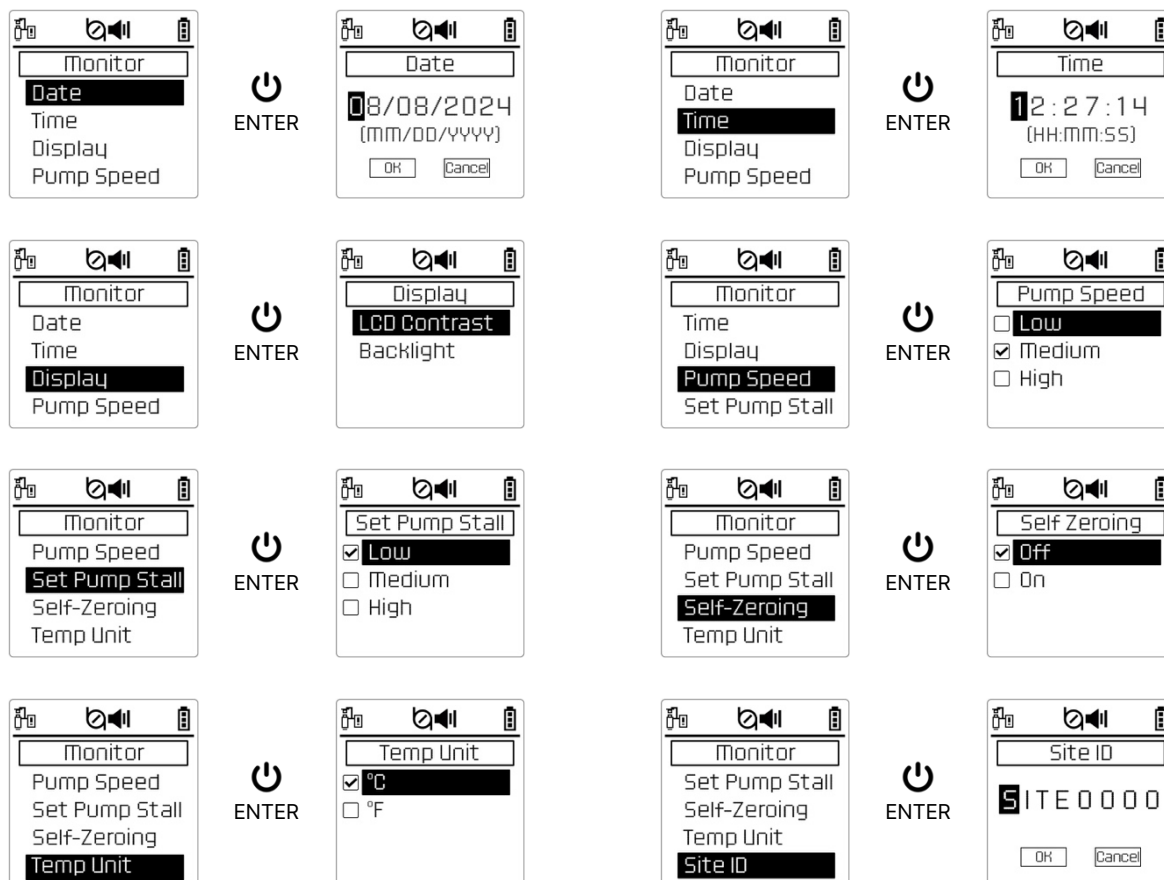 Monitor
Date
Time
Display
Pump Speed
ENTER
Date
08/08/2024
(MM/DD/YYYY)
OK Cancel
Monitor
Date
Time
Display
Pump Speed
ENTER
Time
12:27:14
(HH:MM:SS)
OK Cancel
Monitor
Date
Time
Display
Pump Speed
ENTER
Display
LCD Contrast
Backlight
Monitor
Time
Display
Pump Speed
Set Pump Stall
ENTER
Pump Speed
Low
Medium
High
Monitor
Pump Speed
Set Pump Stall
Self-Zeroing
Temp Unit
ENTER
Set Pump Stall
Low
Medium
High
Monitor
Pump Speed
Set Pump Stall
Self-Zeroing
Temp Unit
ENTER
Self Zeroing
Off
On
Monitor
Pump Speed
Set Pump Stall
Self-Zeroing
Temp Unit
ENTER
Temp Unit
°C
°F
Monitor
Set Pump Stall
Self-Zeroing
Temp Unit
Site ID
ENTER
Site ID
SITE0000
OK Cancel